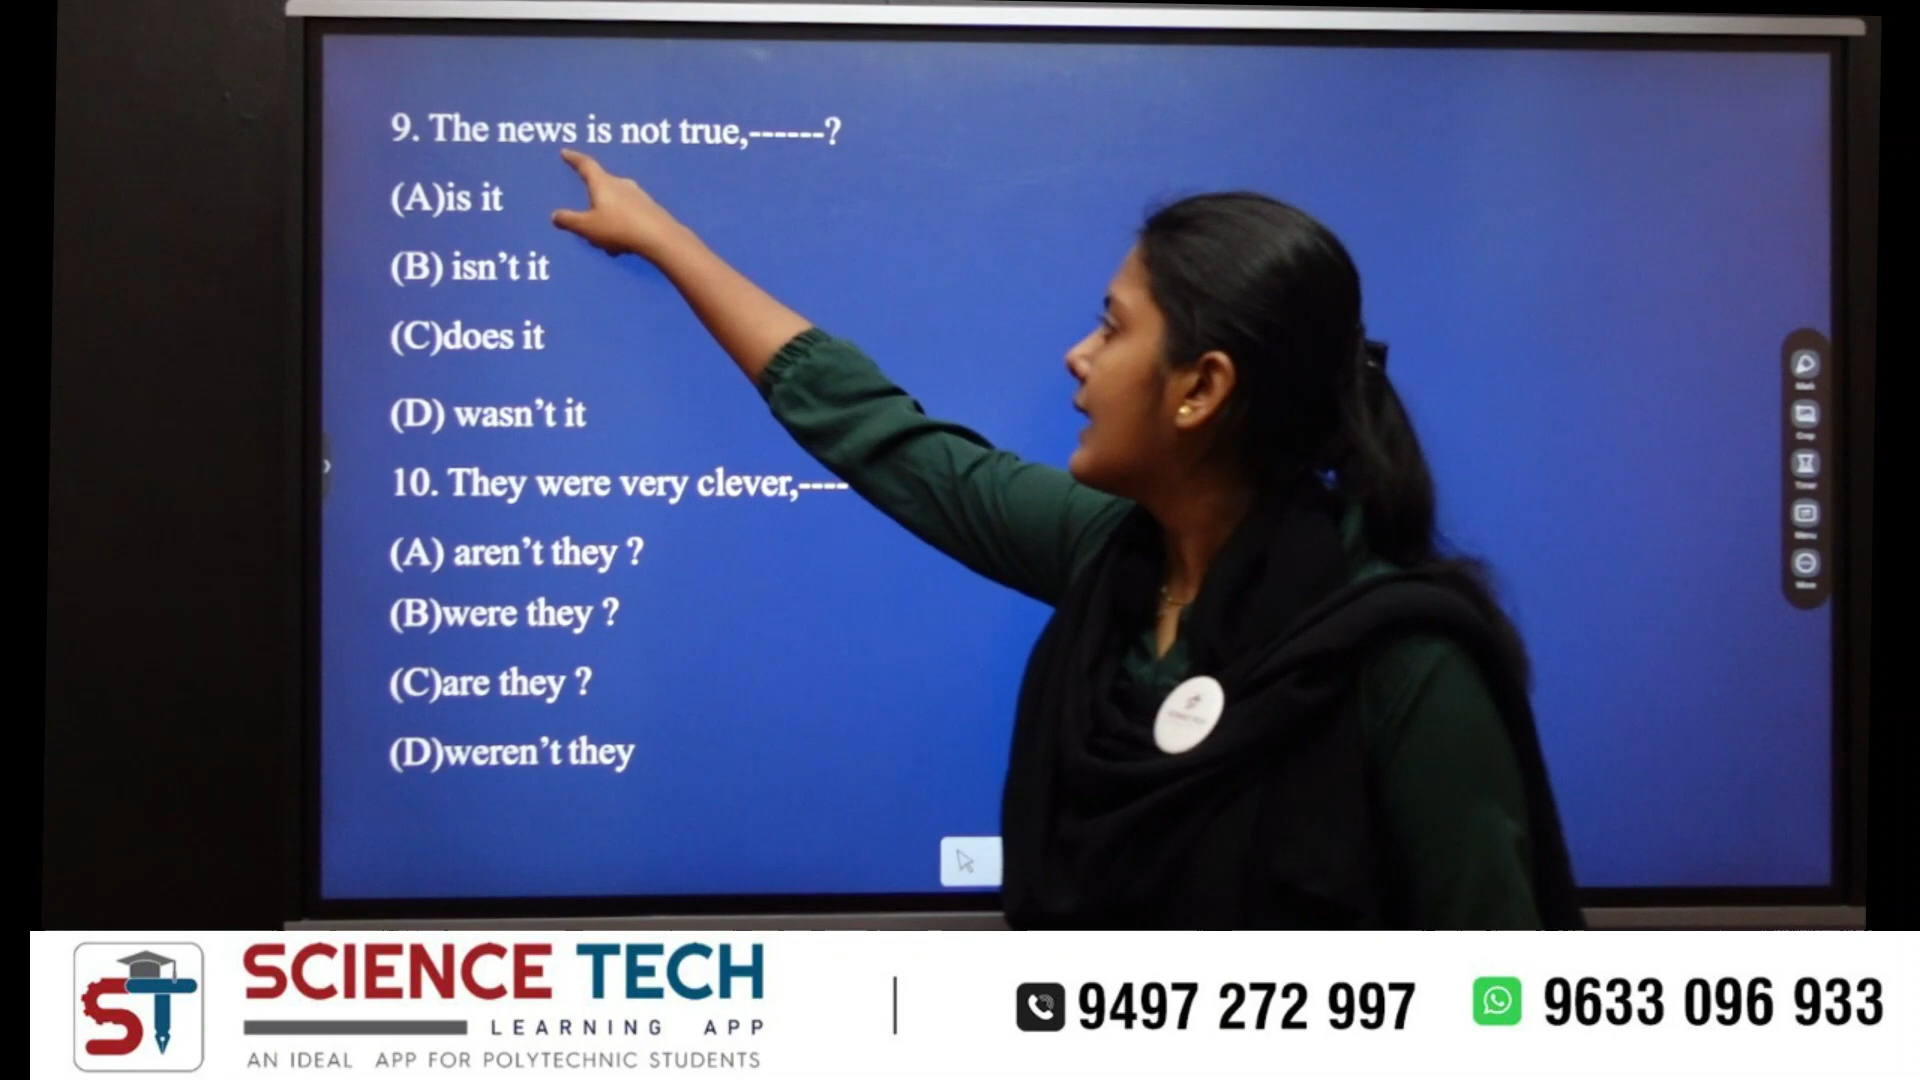 9. The news is not true,------?
(A)is it
(B) isn’t it
(C)does it
(D) wasn’t it
10. They were very clever,----
(A) aren’t they ?
(B)were they ?
(C)are they ?
(D)weren’t they
SCIENCE TECH
LEARNING APP
AN IDEAL APP FOR POLYTECHNIC STUDENTS
9497 272 997
9633 096 933